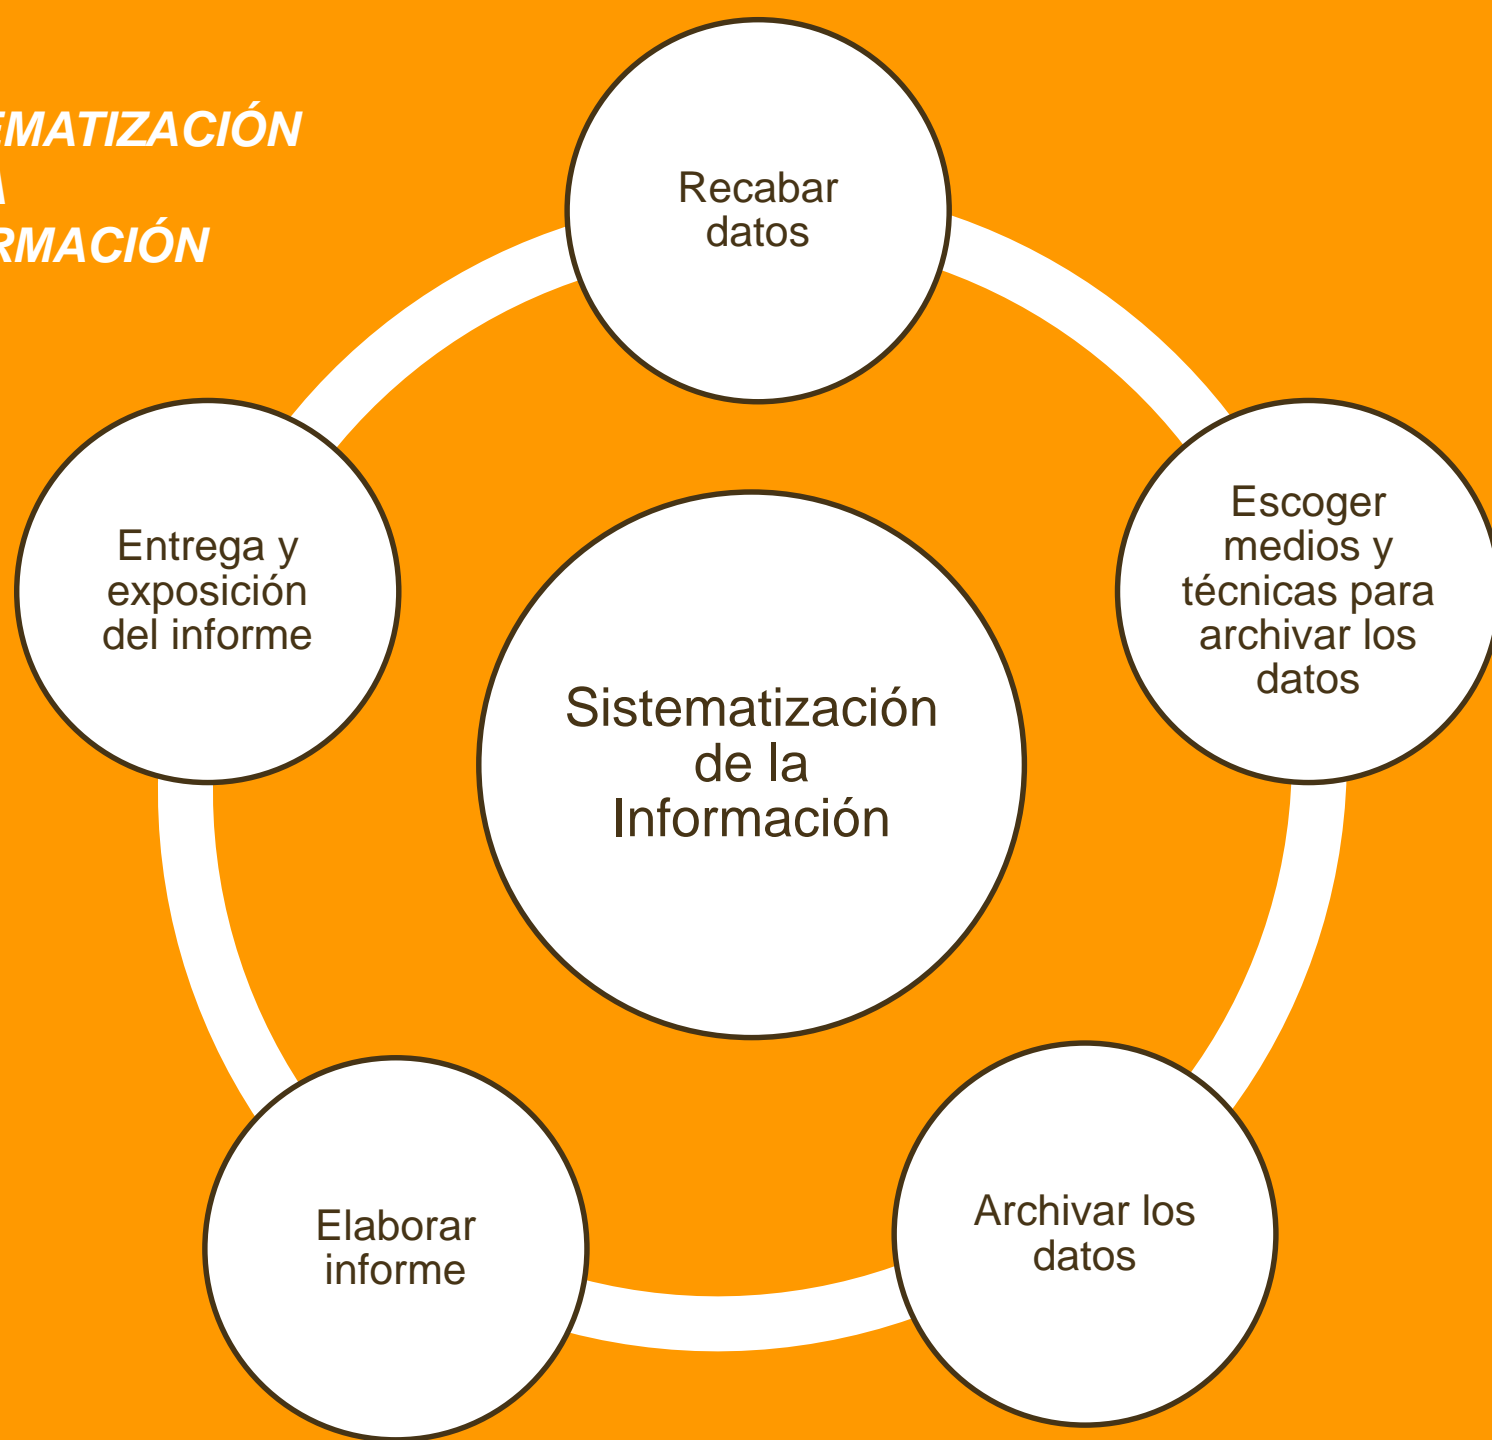 EMATIZACIÓN
A
RMACIÓN
Recabar
datos
Escoger
medios y
técnicas para
archivar los
datos
Entrega y
exposición
del informe
Sistematización
de la
Información
Archivar los
datos
Elaborar
informe